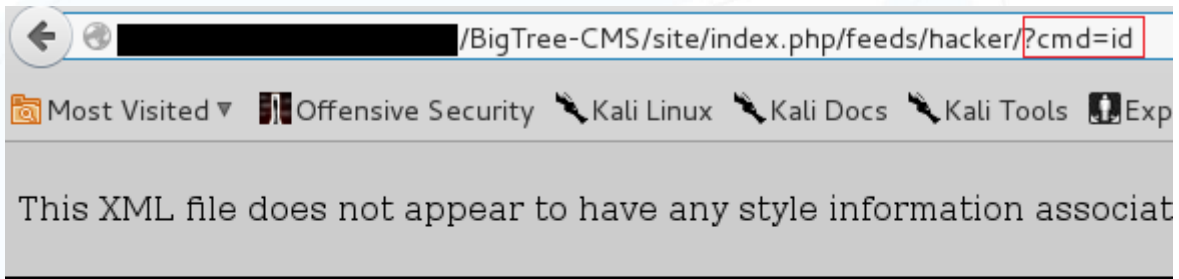 /BigTree-CMS/site/index.php/feeds/hacker/?cmd=id
Most Visited Offensive Security Kali Linux Kali Docs Kali Tools Exp
This XML file does not appear to have any style information associat